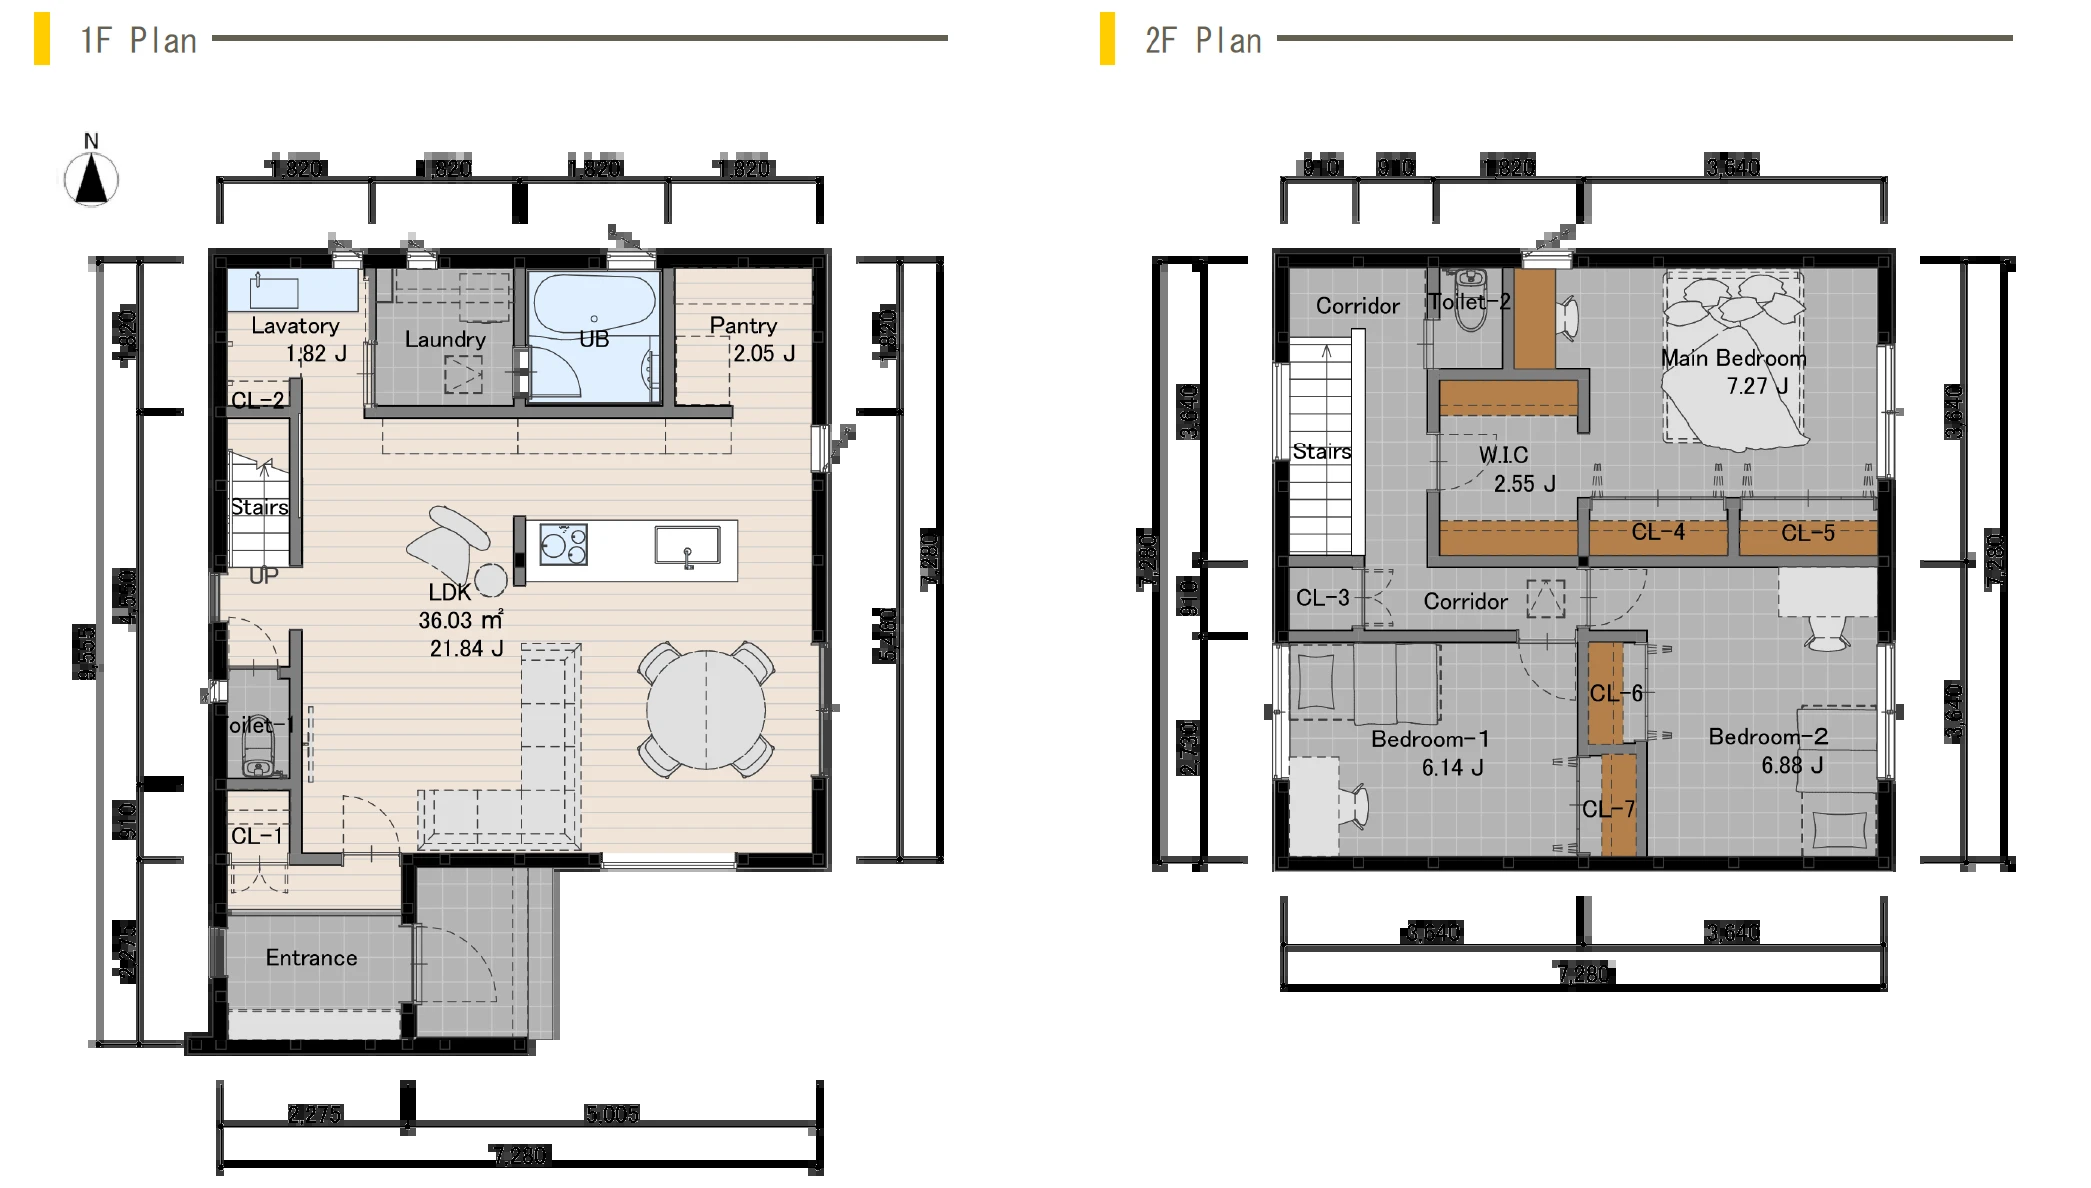 1F Plan
N
1,820
1,820
1,820
1,820
Lavatory
1.82 J
Laundry
UB
Pantry
2.05 J
CL-2
1,820
1,820
Stairs
UP
LDK
36.03 ㎡
21.84 J
4,550
9,555
5,460
7,280
Toilet-1
CL-1
910
Entrance
2,275
2,275
5,005
7,280
2F Plan
910
910
1,820
3,640
Corridor
Toilet-2
Main Bedroom
7.27 J
Stairs
W.I.C
2.55 J
CL-4
CL-5
3,640
3,640
7,280
7,280
CL-3
Corridor
910
CL-6
Bedroom-1
6.14 J
Bedroom-2
6.88 J
CL-7
2,730
3,640
3,640
3,640
7,280